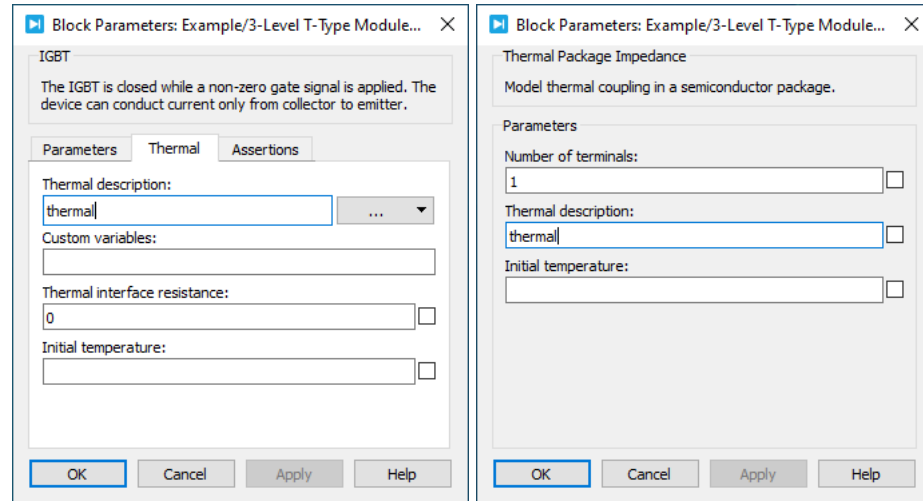 Block Parameters: Example/3-Level T-Type Module...
IGBT
The IGBT is closed while a non-zero gate signal is applied. The
device can conduct current only from collector to emitter.
Parameters
Thermal
Assertions
Thermal description:
thermal
...
Custom variables:
Thermal interface resistance:
0
Initial temperature:
OK
Cancel
Apply
Help
Block Parameters: Example/3-Level T-Type Module...
Thermal Package Impedance
Model thermal coupling in a semiconductor package.
Parameters
Number of terminals:
1
Thermal description:
thermal
Initial temperature:
OK
Cancel
Apply
Help